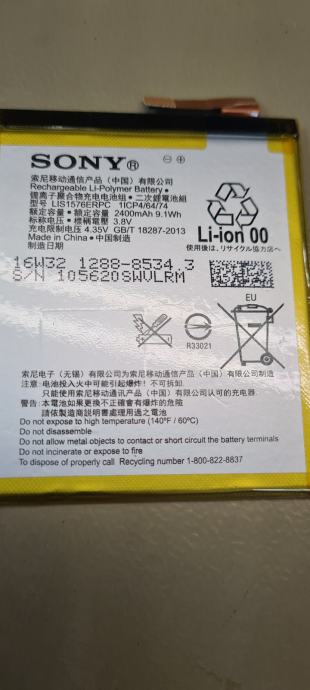 SONY® ⊖ ⊕
索尼移动通信产品（中国）有限公司
Rechargeable Li-Polymer Battery •
锂离子聚合物充电电池组 • 二次鋰電池組
型号 LIS1576ERPC 1ICP4/64/74
额定容量 • 額定容量 2400mAh 9.1Wh
标称电压 • 標稱電壓 3.8V
充电限制电压 4.35V GB/T 18287-2013
Made in China • 中国制造
制造日期
Li-ion 00
使用後は、リサイクル協力店へ
16W32 1288-8534 3
S/N 105620SWVLRM
EU
R33021
索尼电子（无锡）有限公司 索尼移动通信产品（中国）有限公司制造
注意: 电池投入火中可能引起爆炸！不可拆卸.
只能使用索尼移动通讯产品（中国）有限公司认可的充电器.
警告: 本電池如果更換不正確會有爆炸的危險
請依製造商說明書處理用過之電池
Do not expose to high temperature (140°F / 60°C)
Do not disassemble
Do not allow metal objects to contact or short circuit the battery terminals
Do not incinerate or expose to fire
To dispose of properly call Recycling number 1-800-822-8837